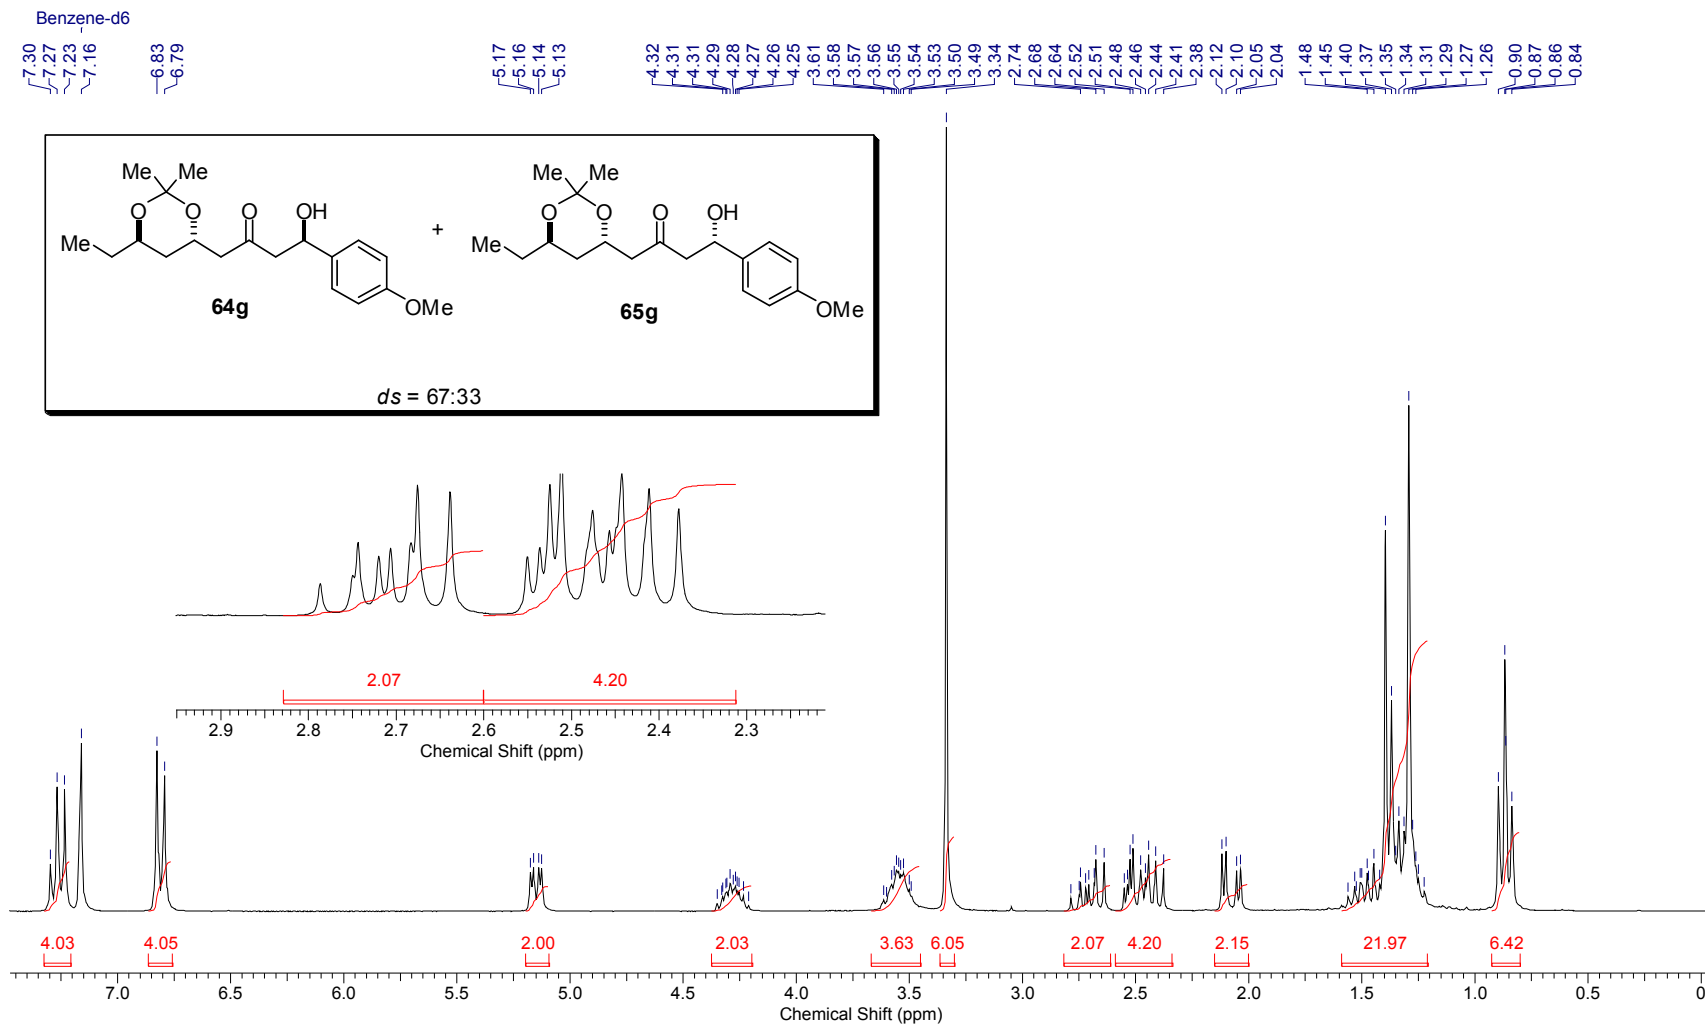 Benzene-d6
7.30 7.27 7.23 7.16 6.83 6.79 5.17 5.16 5.14 5.13 4.32 4.31 4.31 4.29 4.28 4.27 4.26 4.25 3.61 3.58 3.57 3.56 3.55 3.54 3.53 3.50 3.49 3.34 2.74 2.68 2.64 2.52 2.51 2.48 2.46 2.44 2.41 2.38 2.12 2.10 2.05 2.04 1.48 1.45 1.40 1.37 1.35 1.34 1.31 1.29 1.27 1.26 0.90 0.87 0.86 0.84
Me Me Me Me
O O O OH + O O O OH
Me Me
OMe OMe
64g 65g
ds = 67:33
2.07 4.20
2.9 2.8 2.7 2.6 2.5 2.4 2.3
Chemical Shift (ppm)
4.03 4.05 2.00 2.03 3.63 6.05 2.07 4.20 2.15 21.97 6.42
7.0 6.5 6.0 5.5 5.0 4.5 4.0 3.5 3.0 2.5 2.0 1.5 1.0 0.5 0
Chemical Shift (ppm)